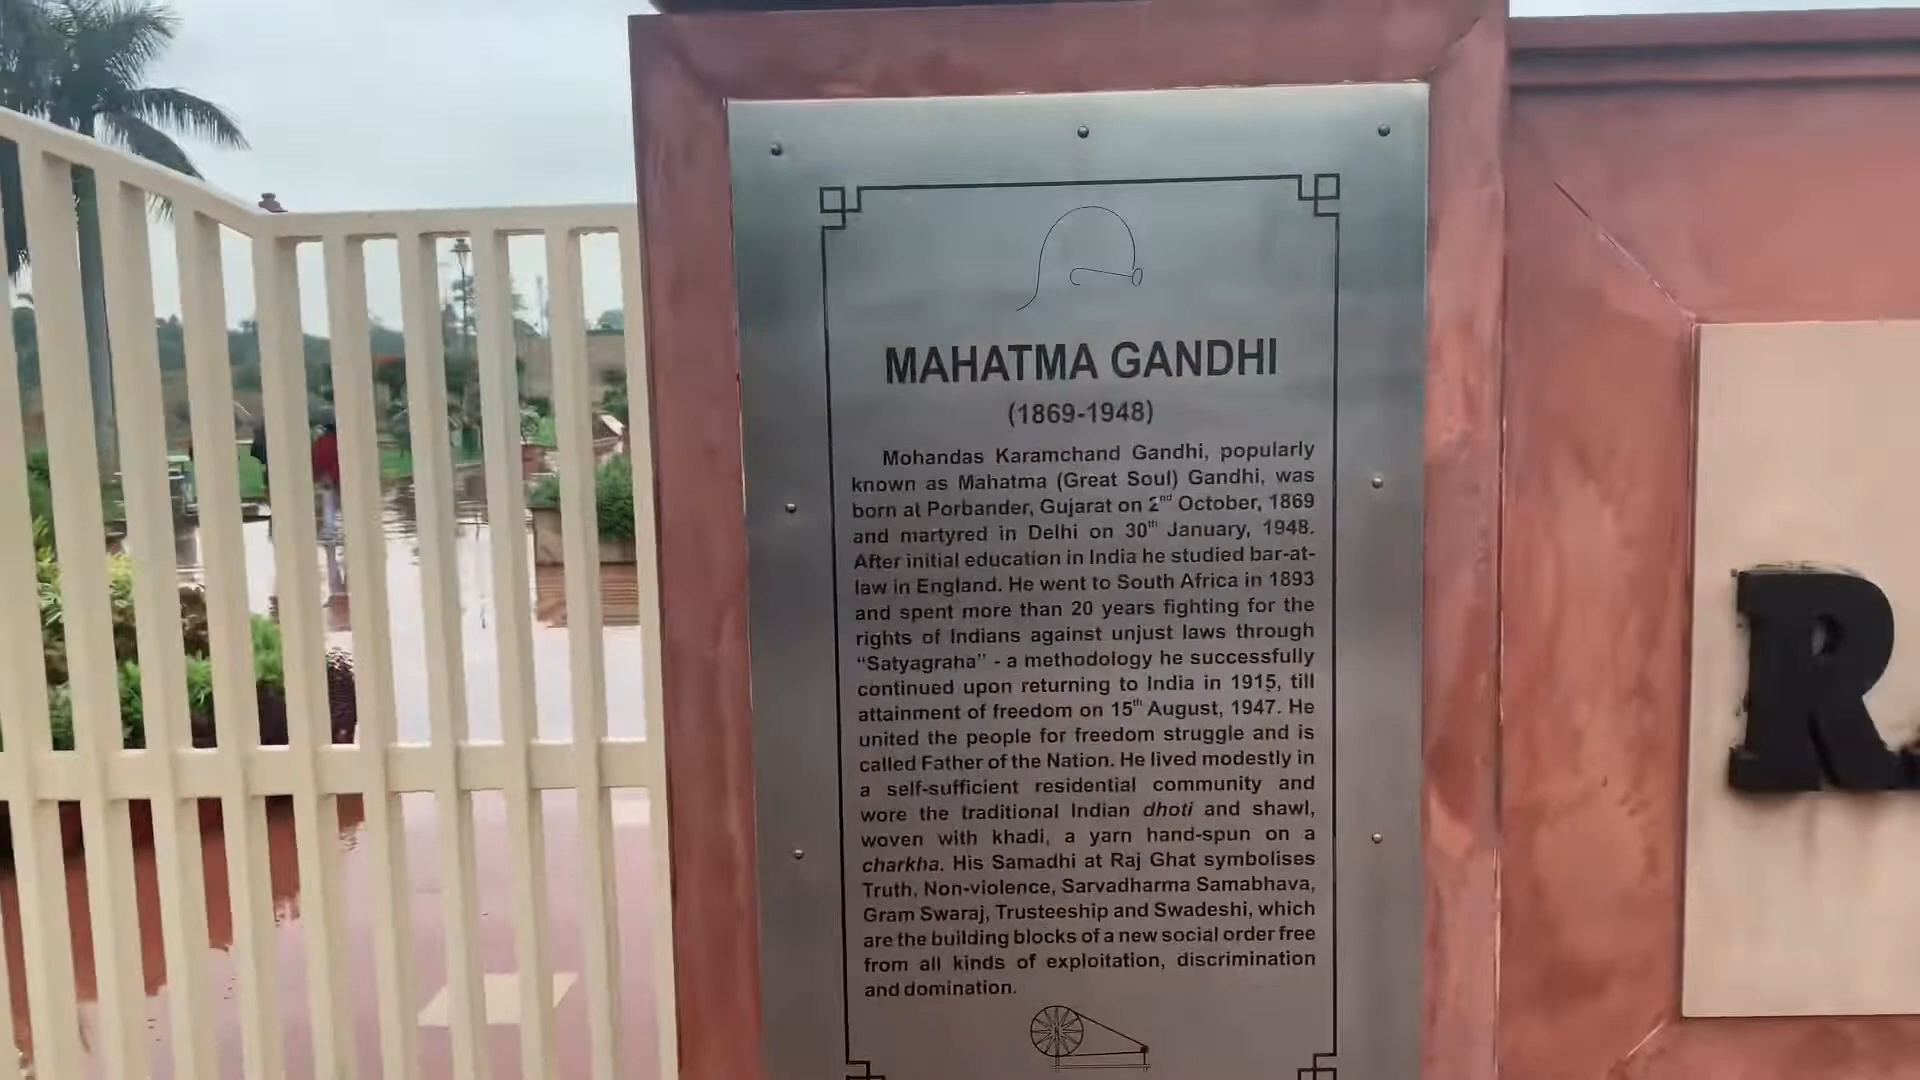 MAHATMA GANDHI
(1869-1948)
Mohandas Karamchand Gandhi, popularly
known as Mahatma (Great Soul) Gandhi, was
born at Porbander, Gujarat on 2nd October, 1869
and martyred in Delhi on 30th January, 1948.
After initial education in India he studied bar-at-
law in England. He went to South Africa in 1893
and spent more than 20 years fighting for the
rights of Indians against unjust laws through
“Satyagraha” - a methodology he successfully
continued upon returning to India in 1915, till
attainment of freedom on 15th August, 1947. He
united the people for freedom struggle and is
called Father of the Nation. He lived modestly in
a self-sufficient residential community and
wore the traditional Indian dhoti and shawl,
woven with khadi, a yarn hand-spun on a
charkha. His Samadhi at Raj Ghat symbolises
Truth, Non-violence, Sarvadharma Samabhava,
Gram Swaraj, Trusteeship and Swadeshi, which
are the building blocks of a new social order free
from all kinds of exploitation, discrimination
and domination.
R